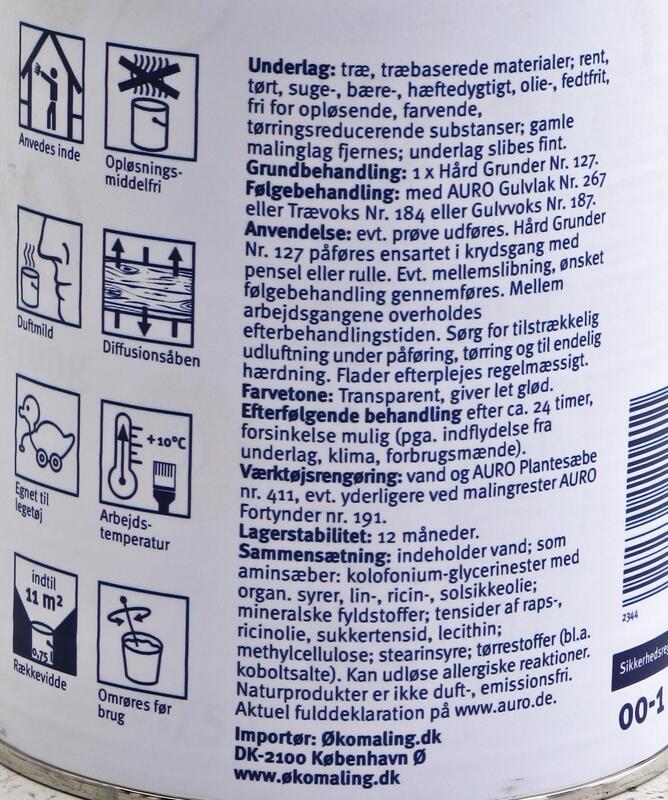 Anvedes inde
Opløsnings-
middelfri
Duftmild
Diffusionsåben
Egnet til
legetøj
+10°C
Arbejds-
temperatur
indtil
11 m²
0,75 l
Rækkevidde
Omrøres før
brug
Underlag: træ, træbaserede materialer; rent,
tørt, suge-, bære-, hæftedygtigt, olie-, fedtfrit,
fri for opløsende, farvende,
tørringsreducerende substanser; gamle
malinglag fjernes; underlag slibes fint.
Grundbehandling: 1 x Hård Grunder Nr. 127.
Følgebehandling: med AURO Gulvlak Nr. 267
eller Trævoks Nr. 184 eller Gulvvoks Nr. 187.
Anvendelse: evt. prøve udføres. Hård Grunder
Nr. 127 påføres ensartet i krydsgang med
pensel eller rulle. Evt. mellemslibning, ønsket
følgebehandling gennemføres. Mellem
arbejdsgangene overholdes
efterbehandlingstiden. Sørg for tilstrækkelig
udluftning under påføring, tørring og til endelig
hærdning. Flader efterplejes regelmæssigt.
Farvetone: Transparent, giver let glød.
Efterfølgende behandling efter ca. 24 timer,
forsinkelse mulig (pga. indflydelse fra
underlag, klima, forbrugsmænde).
Værktøjsrengøring: vand og AURO Plantesæbe
nr. 411, evt. yderligere ved malingrester AURO
Fortynder nr. 191.
Lagerstabilitet: 12 måneder.
Sammensætning: indeholder vand; som
aminsæber: kolofonium-glycerinester med
organ. syrer, lin-, ricin-, solsikkeolie;
mineralske fyldstoffer; tensider af raps-,
ricinolie, sukkertensid, lecithin;
methylcellulose; stearinsyre; tørrestoffer (bl.a.
koboltsalte). Kan udløse allergiske reaktioner.
Naturprodukter er ikke duft-, emissionsfri.
Aktuel fulddeklaration på www.auro.de.
Importør: Økomaling.dk
DK-2100 København Ø
www.økomaling.dk
2344
00-1